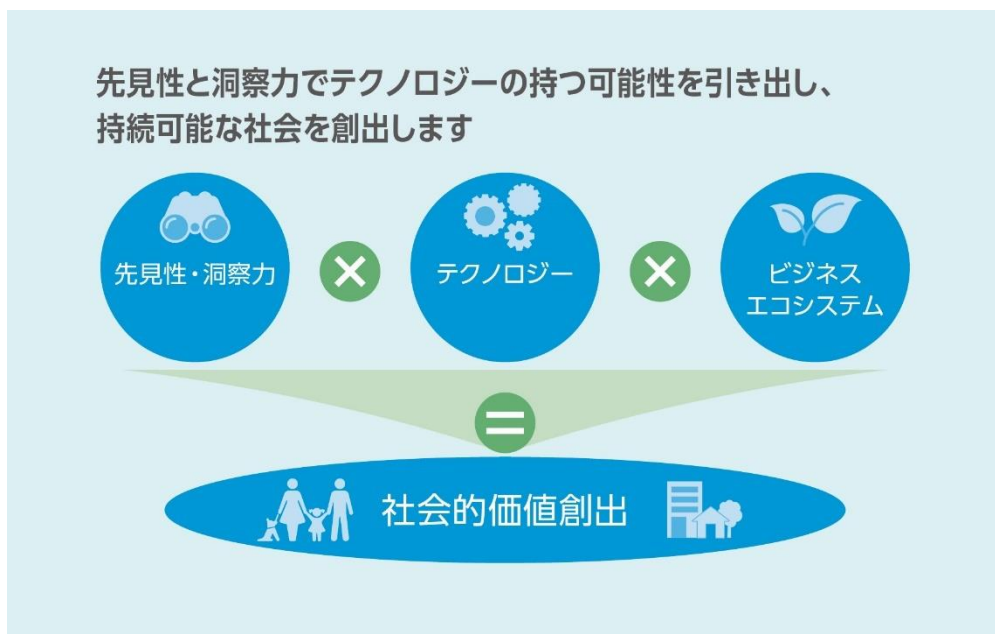 先見性と洞察力でテクノロジーの持つ可能性を引き出し、
持続可能な社会を創出します
先見性・洞察力
×
テクノロジー
×
ビジネス
エコシステム
=
社会的価値創出